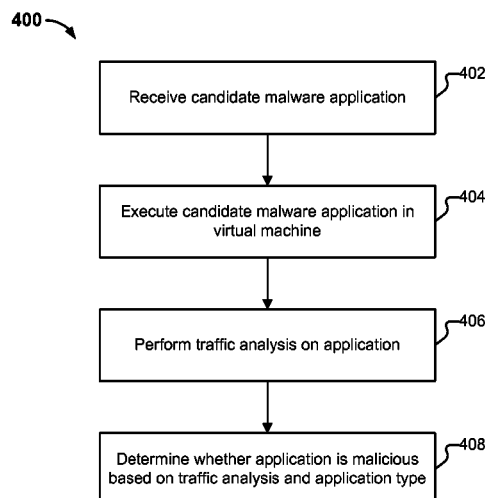 400
402
Receive candidate malware application
404
Execute candidate malware application in
virtual machine
406
Perform traffic analysis on application
408
Determine whether application is malicious
based on traffic analysis and application type